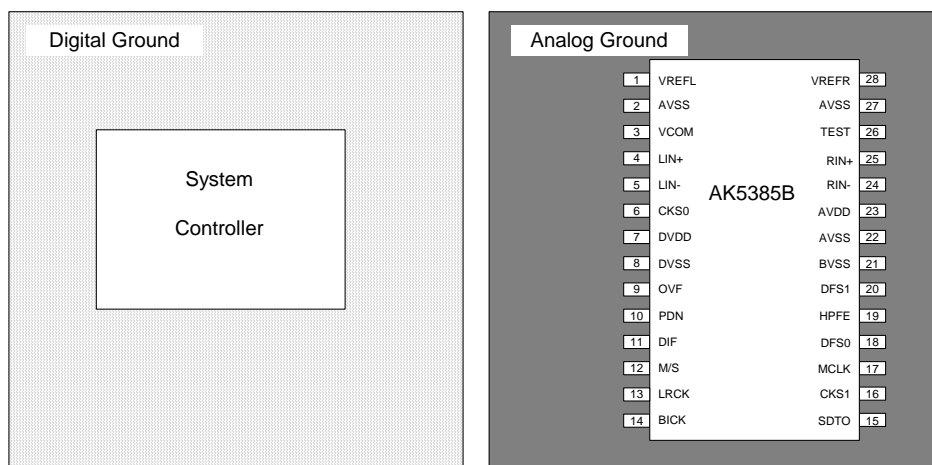 Digital Ground
System
Controller
Analog Ground
AK5385B
1 VREFL
2 AVSS
3 VCOM
4 LIN+
5 LIN-
6 CKS0
7 DVDD
8 DVSS
9 OVF
10 PDN
11 DIF
12 M/S
13 LRCK
14 BICK
VREFR 28
AVSS 27
TEST 26
RIN+ 25
RIN- 24
AVDD 23
AVSS 22
BVSS 21
DFS1 20
HPFE 19
DFS0 18
MCLK 17
CKS1 16
SDTO 15